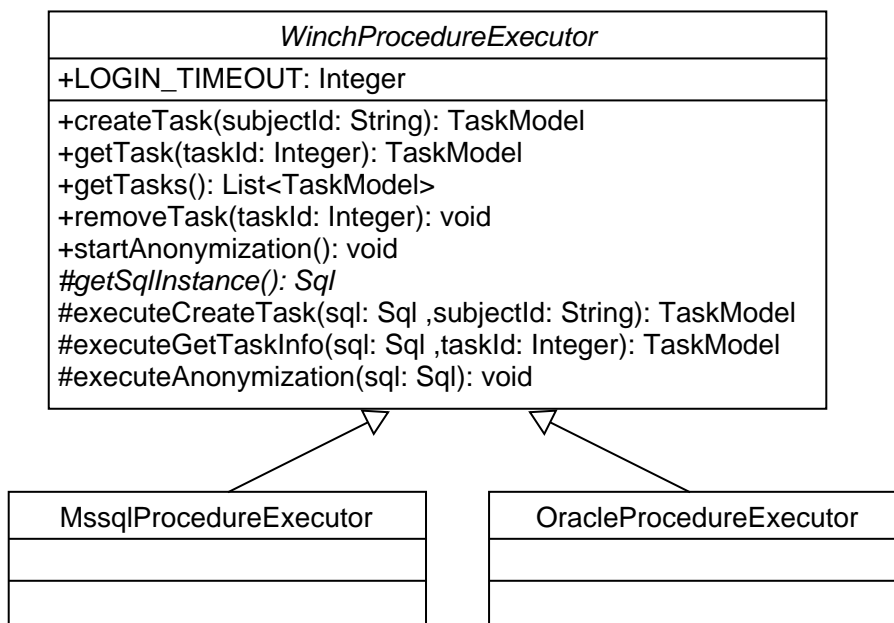 WinchProcedureExecutor
+LOGIN_TIMEOUT: Integer
+createTask(subjectId: String): TaskModel
+getTask(taskId: Integer): TaskModel
+getTasks(): List<TaskModel>
+removeTask(taskId: Integer): void
+startAnonymization(): void
#getSqlInstance(): Sql
#executeCreateTask(sql: Sql ,subjectId: String): TaskModel
#executeGetTaskInfo(sql: Sql ,taskId: Integer): TaskModel
#executeAnonymization(sql: Sql): void
MssqlProcedureExecutor
OracleProcedureExecutor